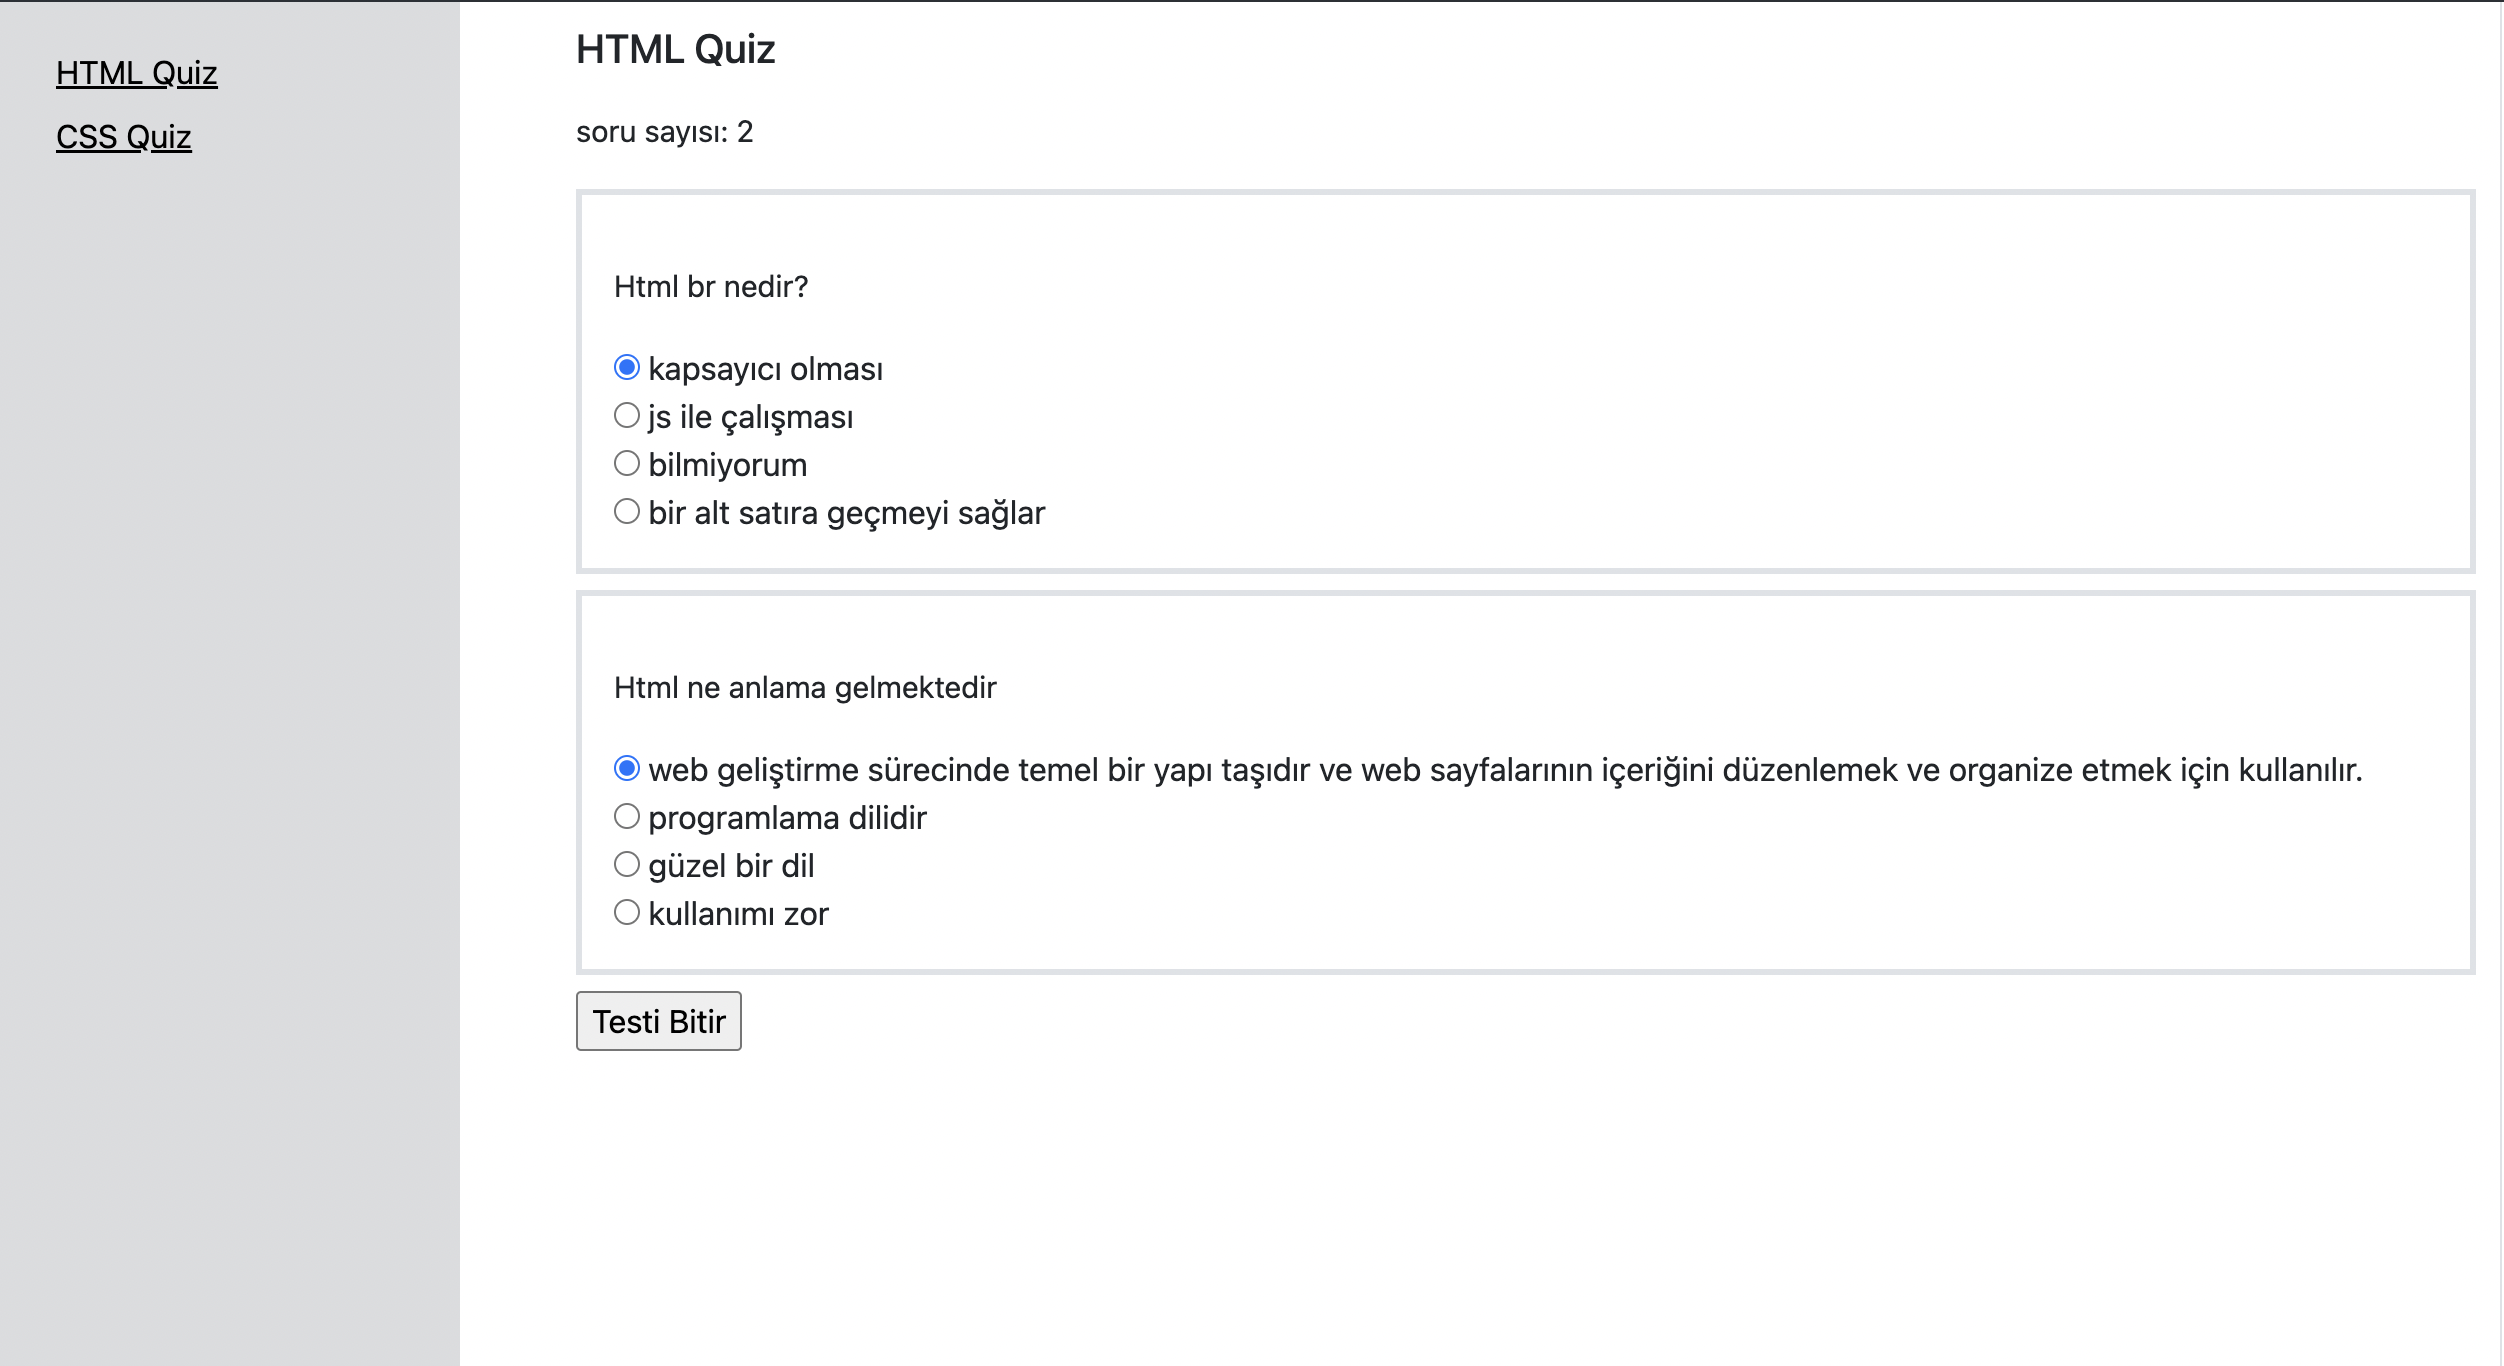 HTML Quiz
CSS Quiz
HTML Quiz
soru sayısı: 2
Html br nedir?
kapsayıcı olması
js ile çalışması
bilmiyorum
bir alt satıra geçmeyi sağlar
Html ne anlama gelmektedir
web geliştirme sürecinde temel bir yapı taşıdır ve web sayfalarının içeriğini düzenlemek ve organize etmek için kullanılır.
programlama dilidir
güzel bir dil
kullanımı zor
Testi Bitir